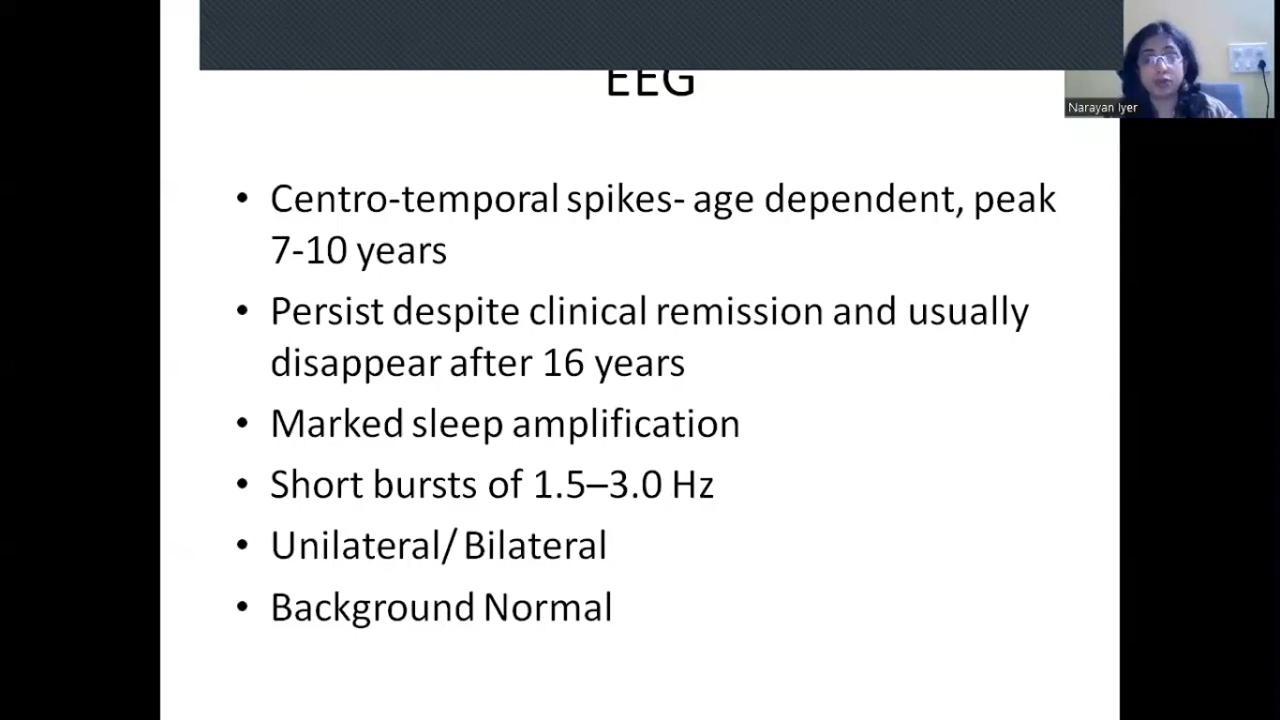 EEG
Narayan Iyer
• Centro-temporal spikes- age dependent, peak
7-10 years
• Persist despite clinical remission and usually
disappear after 16 years
• Marked sleep amplification
• Short bursts of 1.5–3.0 Hz
• Unilateral/ Bilateral
• Background Normal